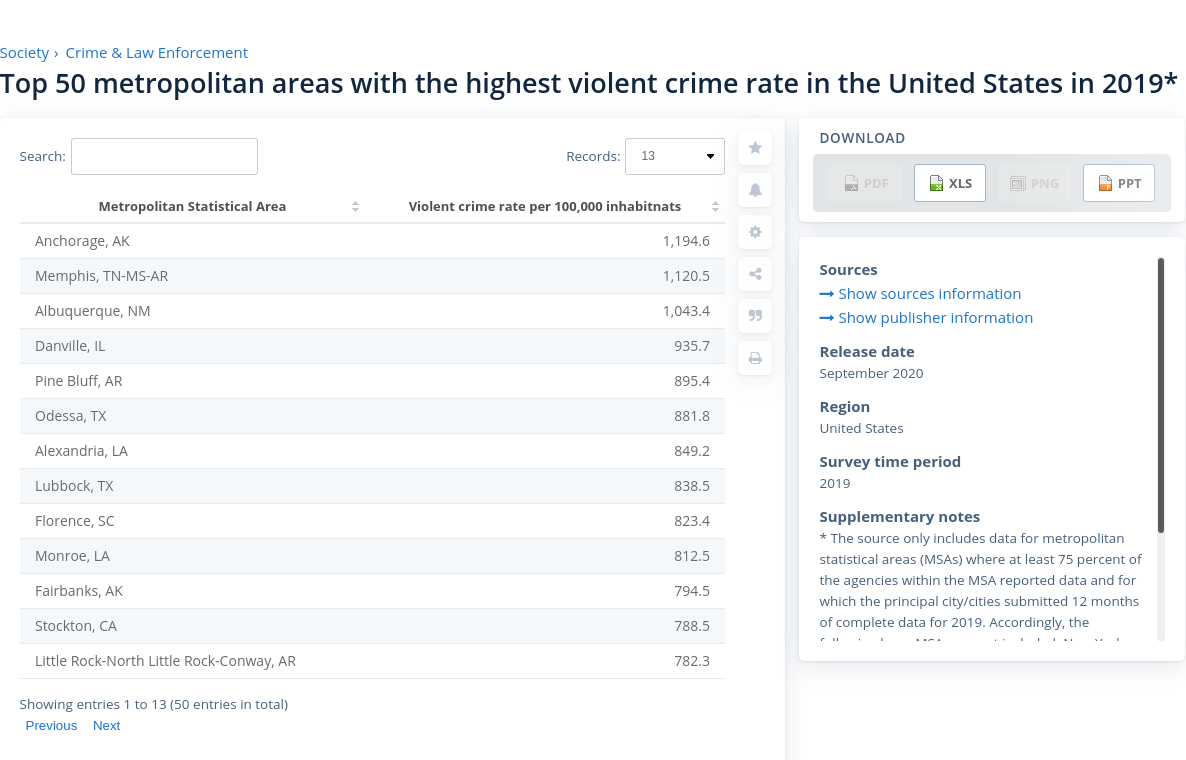 Society › Crime & Law Enforcement
Top 50 metropolitan areas with the highest violent crime rate in the United States in 2019*
Search:
Records: 13
Metropolitan Statistical Area Violent crime rate per 100,000 inhabitnats
Anchorage, AK 1,194.6
Memphis, TN-MS-AR 1,120.5
Albuquerque, NM 1,043.4
Danville, IL 935.7
Pine Bluff, AR 895.4
Odessa, TX 881.8
Alexandria, LA 849.2
Lubbock, TX 838.5
Florence, SC 823.4
Monroe, LA 812.5
Fairbanks, AK 794.5
Stockton, CA 788.5
Little Rock-North Little Rock-Conway, AR 782.3
Showing entries 1 to 13 (50 entries in total)
Previous Next
DOWNLOAD
PDF XLS PNG PPT
Sources
Show sources information
Show publisher information
Release date
September 2020
Region
United States
Survey time period
2019
Supplementary notes
* The source only includes data for metropolitan
statistical areas (MSAs) where at least 75 percent of
the agencies within the MSA reported data and for
which the principal city/cities submitted 12 months
of complete data for 2019. Accordingly, the